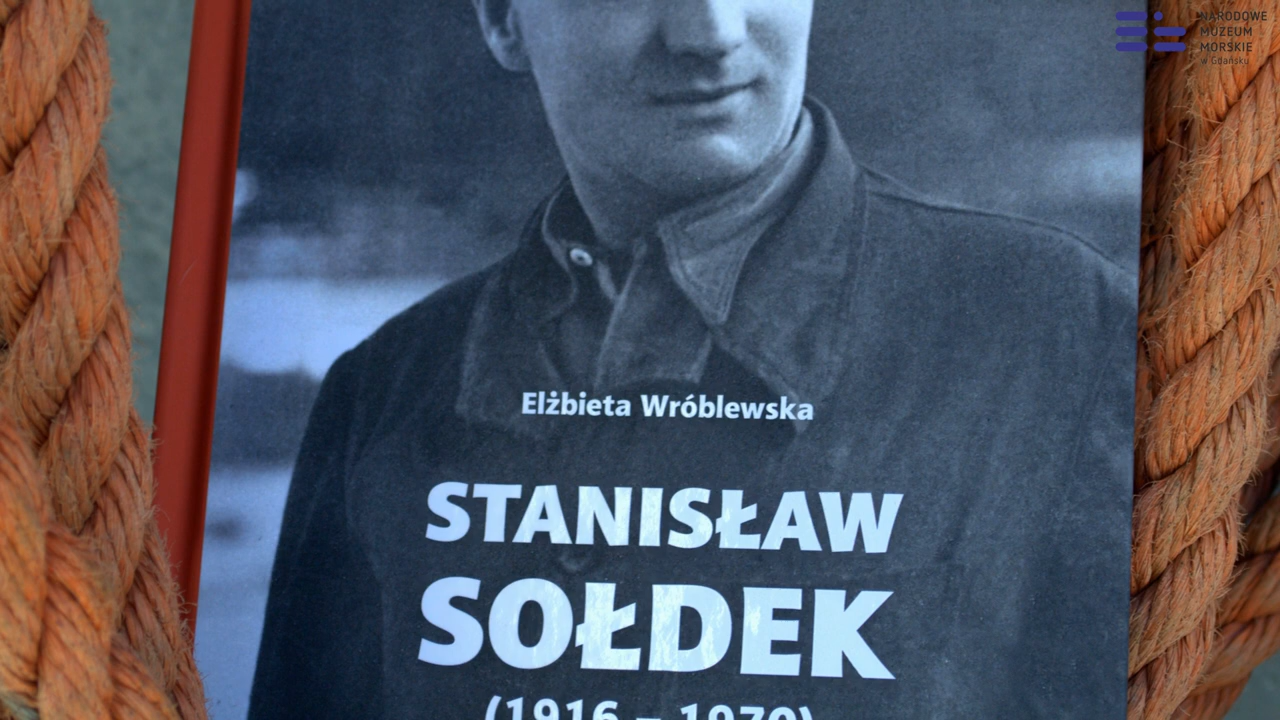 NARODOWE
MUZEUM
MORSKIE
w Gdańsku
Elżbieta Wróblewska
STANISŁAW
SOŁDEK
(1916 – 1970)